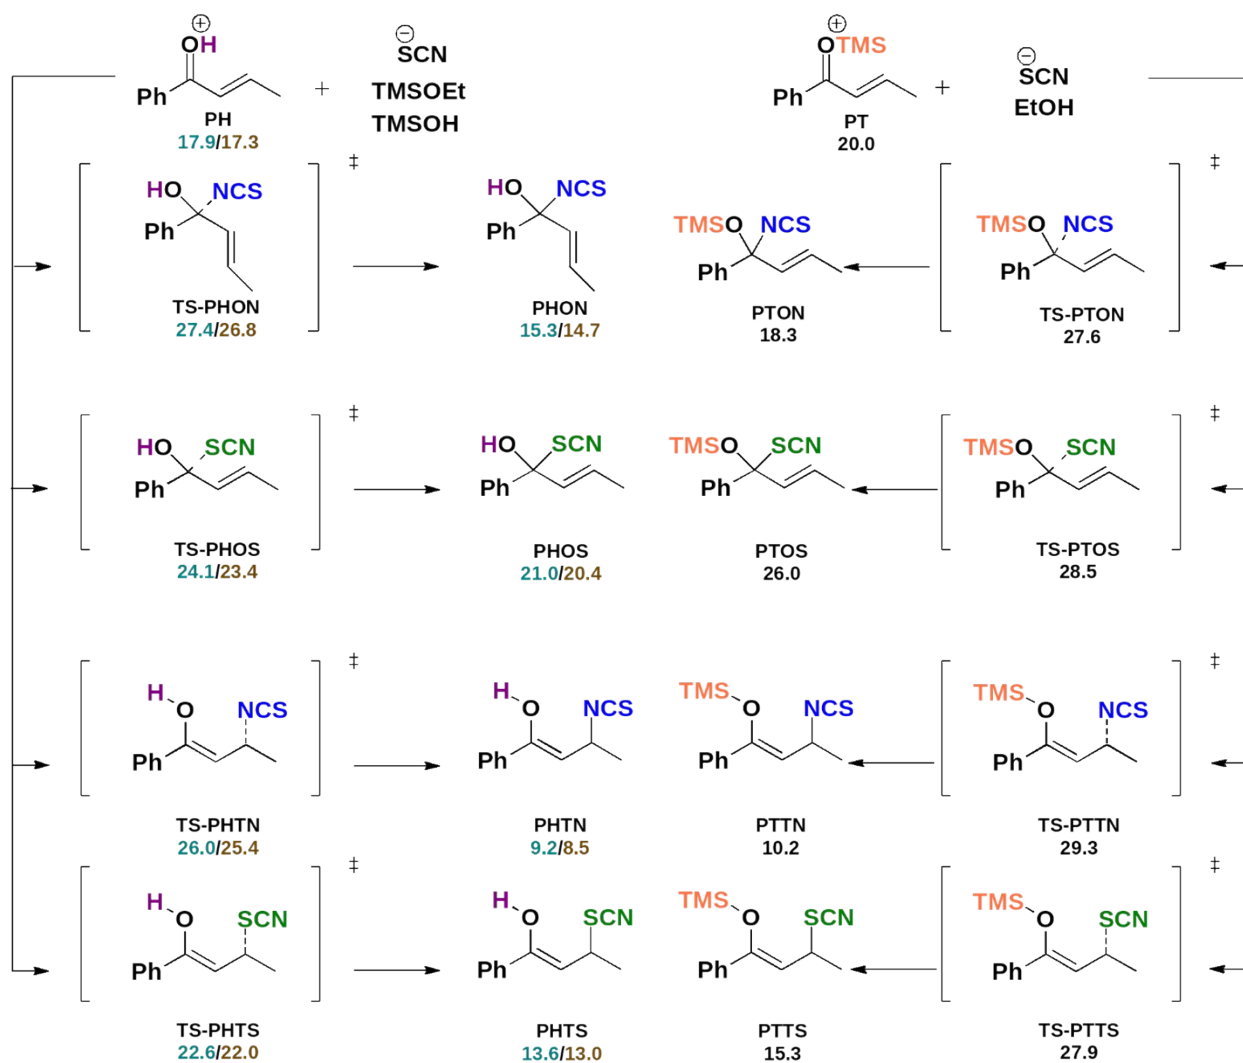 ⊕
OH
Ph
PH
17.9/17.3
+
⊖
SCN
TMSOEt
TMSOH
⊕
OTMS
Ph
PT
20.0
+
⊖
SCN
EtOH
HO NCS
Ph
‡
TS-PHON
27.4/26.8
HO NCS
Ph
PHON
15.3/14.7
TMSO NCS
Ph
PTON
18.3
TMSO NCS
Ph
‡
TS-PTON
27.6
HO SCN
Ph
‡
TS-PHOS
24.1/23.4
HO SCN
Ph
PHOS
21.0/20.4
TMSO SCN
Ph
PTOS
26.0
TMSO SCN
Ph
‡
TS-PTOS
28.5
H
O NCS
Ph
‡
TS-PHTN
26.0/25.4
H
O NCS
Ph
PHTN
9.2/8.5
TMS
O NCS
Ph
PTTN
10.2
TMS
O NCS
Ph
‡
TS-PTTN
29.3
H
O SCN
Ph
‡
TS-PHTS
22.6/22.0
H
O SCN
Ph
PHTS
13.6/13.0
TMS
O SCN
Ph
PTTS
15.3
TMS
O SCN
Ph
‡
TS-PTTS
27.9